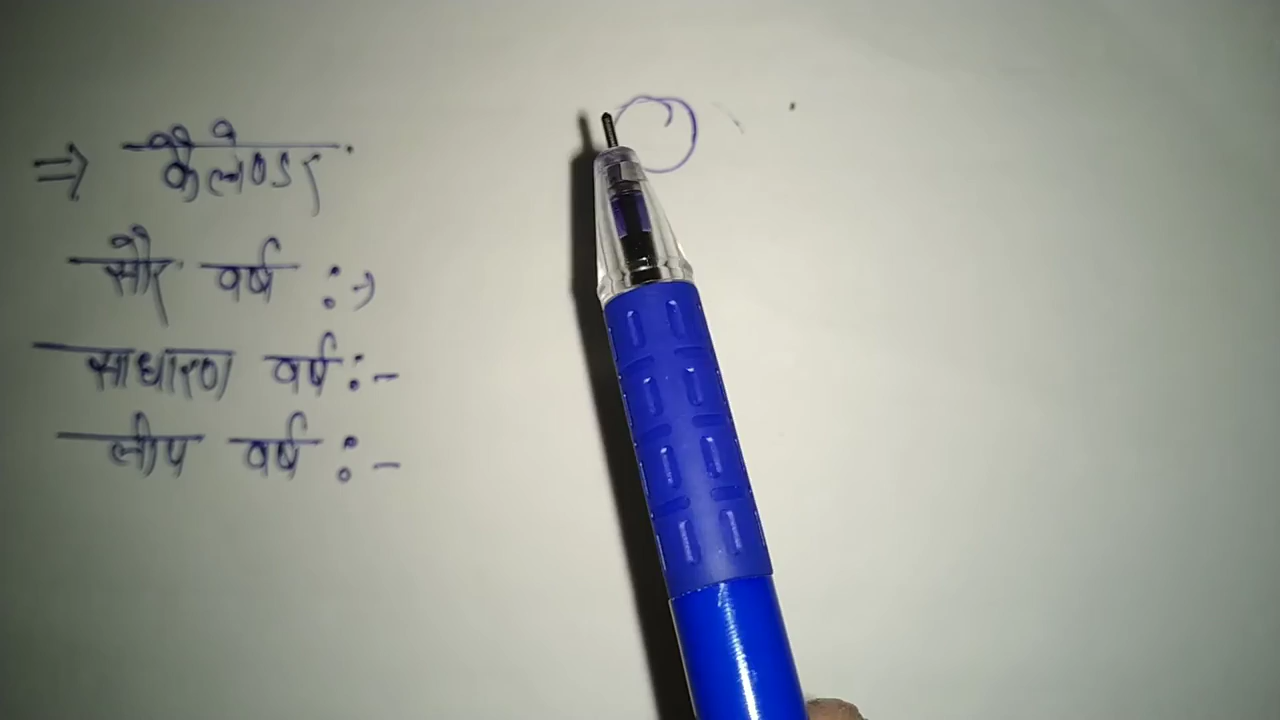 ⇒ कैलेण्डर
सौर वर्ष :→
साधारण वर्ष :-
लीप वर्ष :-